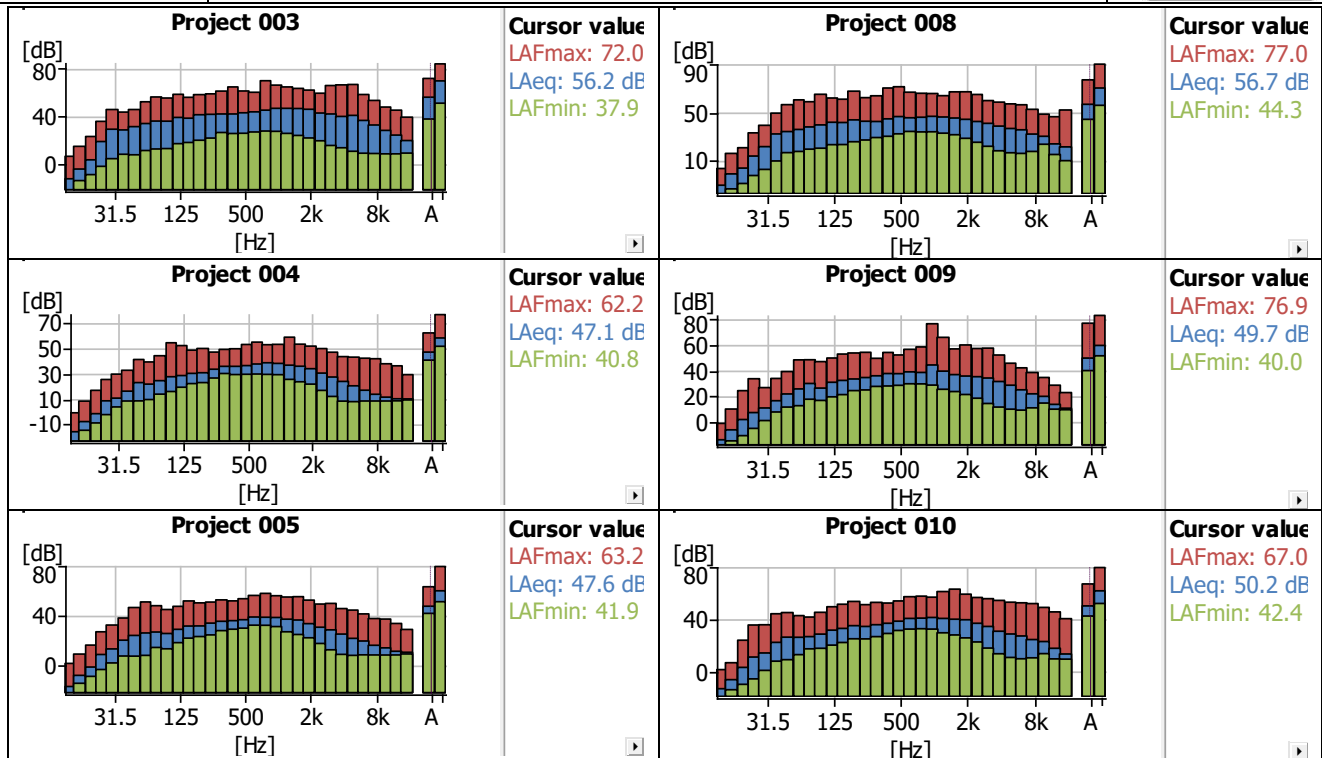 Project 003
[dB]
80
40
0
31.5 125 500 2k 8k A
[Hz]
Cursor value
LAFmax: 72.0
LAeq: 56.2 dB
LAFmin: 37.9
Project 008
[dB]
90
50
10
31.5 125 500 2k 8k A
[Hz]
Cursor value
LAFmax: 77.0
LAeq: 56.7 dB
LAFmin: 44.3
Project 004
[dB]
70
50
30
10
-10
31.5 125 500 2k 8k A
[Hz]
Cursor value
LAFmax: 62.2
LAeq: 47.1 dB
LAFmin: 40.8
Project 009
[dB]
80
60
40
20
0
31.5 125 500 2k 8k A
[Hz]
Cursor value
LAFmax: 76.9
LAeq: 49.7 dB
LAFmin: 40.0
Project 005
[dB]
80
40
0
31.5 125 500 2k 8k A
[Hz]
Cursor value
LAFmax: 63.2
LAeq: 47.6 dB
LAFmin: 41.9
Project 010
[dB]
80
40
0
31.5 125 500 2k 8k A
[Hz]
Cursor value
LAFmax: 67.0
LAeq: 50.2 dB
LAFmin: 42.4